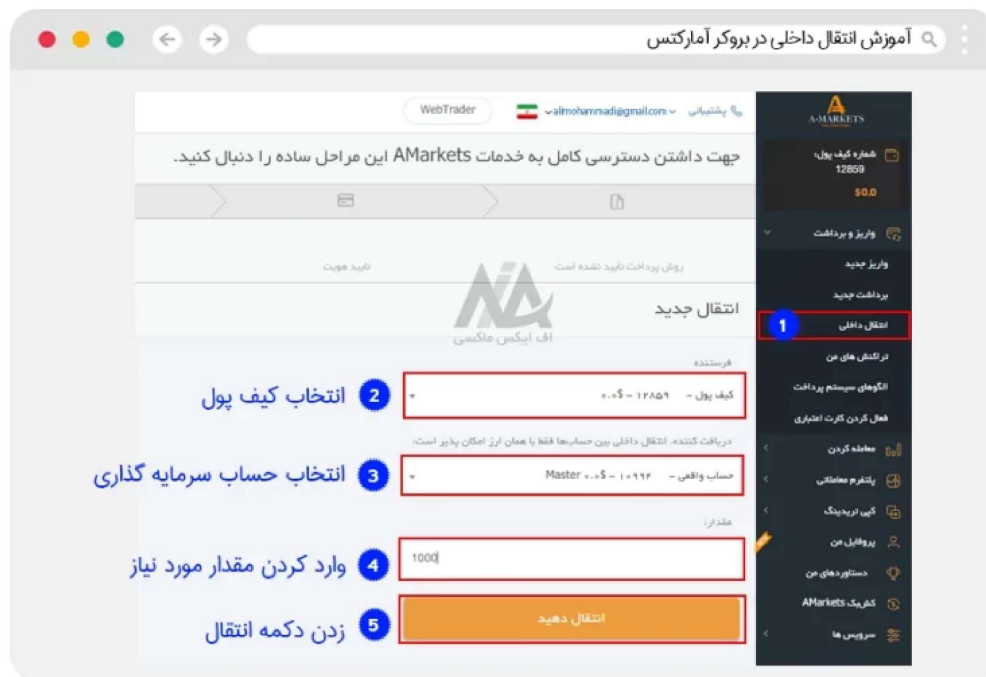 آموزش انتقال داخلی در بروکر آمارکتس
A-MARKETS
شماره کیف پول:
12859
$0.0
واریز و برداشت
واریز جدید
برداشت جدید
1
انتقال داخلی
تراکنش های من
الگوهای سیستم پرداخت
فعال کردن کارت اعتباری
معامله کردن
پلتفرم معاملاتی
کپی تریدینگ
پروفایل من
دستاوردهای من
کش‌بک AMarkets
سرویس ها
پشتیبانی
alimohammadi@gmail.com
WebTrader
جهت داشتن دسترسی کامل به خدمات AMarkets این مراحل ساده را دنبال کنید.
روش پرداخت تأیید نشده است
تایید هویت
اف ایکس ماکسی
انتقال جدید
فرستنده
کیف پول - ۱۲۸۵۹ - $۰.۰
2 انتخاب کیف پول
دریافت کننده. انتقال داخلی بین حساب‌ها فقط با همان ارز امکان پذیر است:
حساب واقعی - ۱۰۹۹۲ - $۰.۰ Master
3 انتخاب حساب سرمایه گذاری
مقدار:
1000
4 وارد کردن مقدار مورد نیاز
انتقال دهید
5 زدن دکمه انتقال